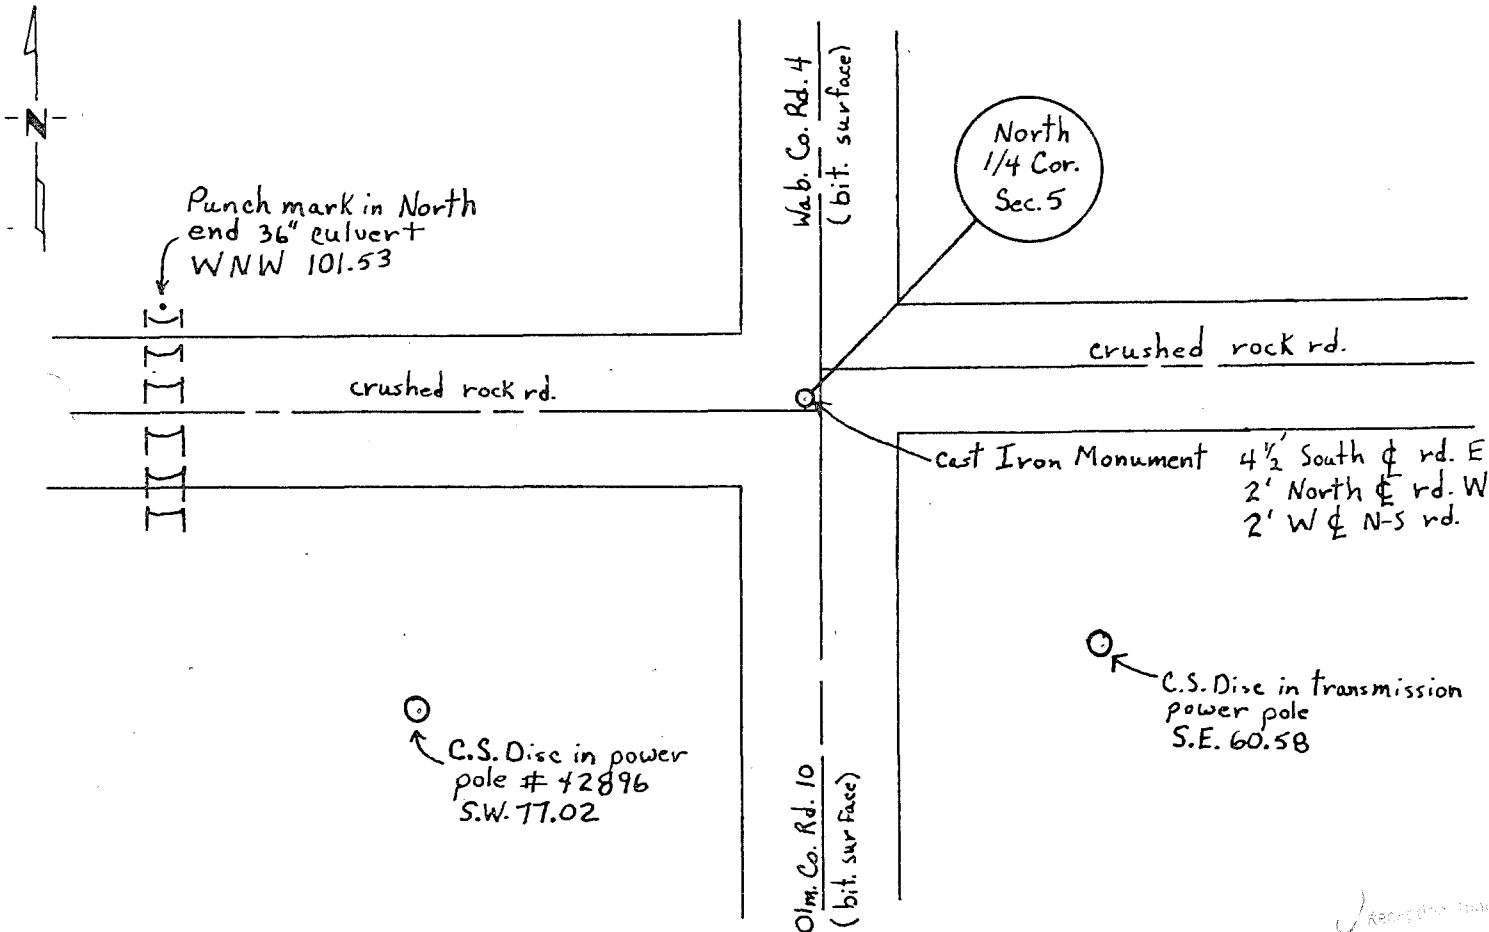 N
Punch mark in North
end 36" culvert
WNW 101.53
Wab. Co. Rd. 4
(bit. surface)
North
1/4 Cor.
Sec. 5
crushed rock rd.
crushed rock rd.
Cast Iron Monument 4½' South ℄ rd. E
2' North ℄ rd. W
2' W ℄ N-S rd.
C.S. Disc in transmission
power pole
S.E. 60.58
C.S. Disc in power
pole # 42896
S.W. 77.02
Olm. Co. Rd. 10
(bit. surface)